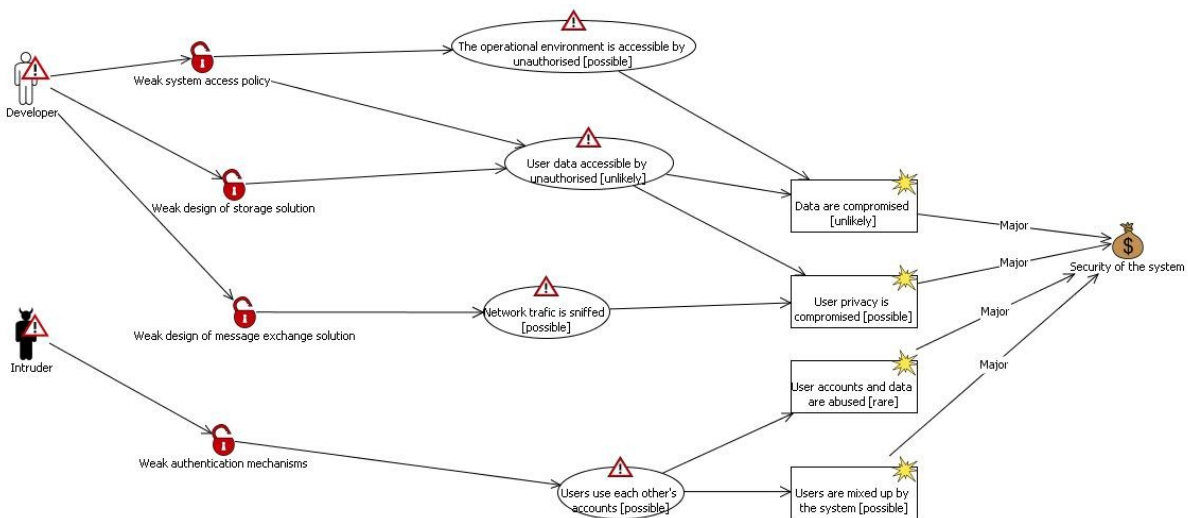 The operational environment is accessible by
unauthorised [possible]
Developer
Weak system access policy
User data accessible by
unauthorised [unlikely]
Weak design of storage solution
Data are compromised
[unlikely]
Major
$
Security of the system
Major
Network trafic is sniffed
[possible]
User privacy is
compromised [possible]
Major
Weak design of message exchange solution
Intruder
Major
User accounts and data
are abused [rare]
Weak authentication mechanisms
Users use each other's
accounts [possible]
Users are mixed up by
the system [possible]